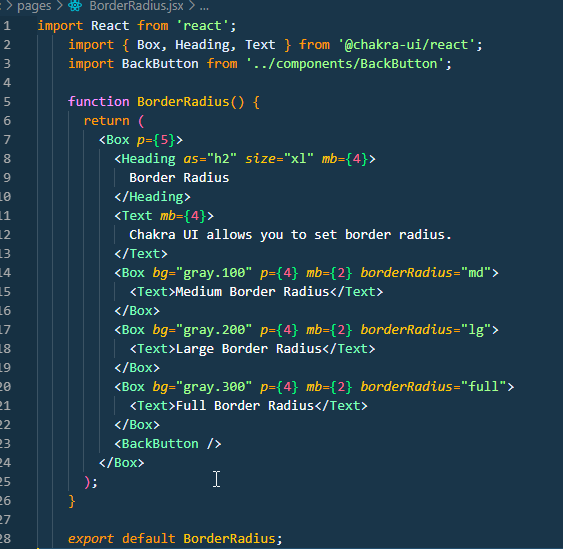 > pages > BorderRadius.jsx > ...
1 import React from 'react';
2 import { Box, Heading, Text } from '@chakra-ui/react';
3 import BackButton from '../components/BackButton';
4
5 function BorderRadius() {
6 return (
7 <Box p={5}>
8 <Heading as="h2" size="xl" mb={4}>
9 Border Radius
10 </Heading>
11 <Text mb={4}>
12 Chakra UI allows you to set border radius.
13 </Text>
14 <Box bg="gray.100" p={4} mb={2} borderRadius="md">
15 <Text>Medium Border Radius</Text>
16 </Box>
17 <Box bg="gray.200" p={4} mb={2} borderRadius="lg">
18 <Text>Large Border Radius</Text>
19 </Box>
20 <Box bg="gray.300" p={4} mb={2} borderRadius="full">
21 <Text>Full Border Radius</Text>
22 </Box>
23 <BackButton />
24 </Box>
25 );
26 }
27
28 export default BorderRadius;